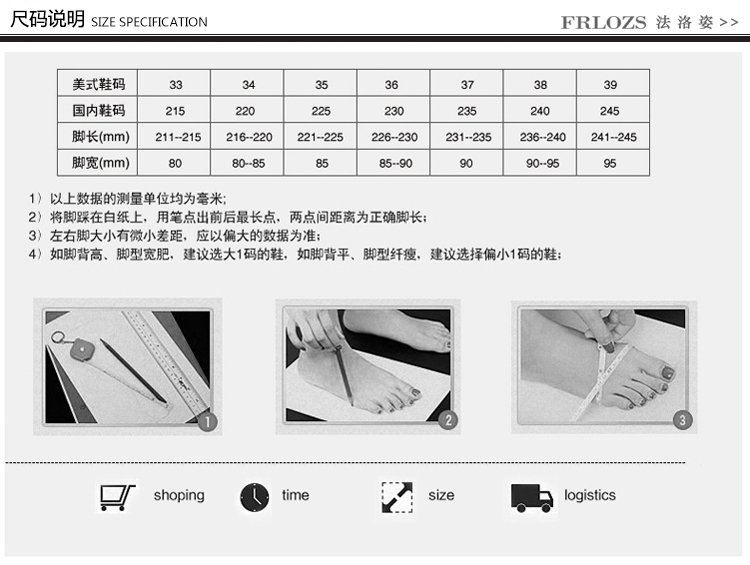 尺码说明 SIZE SPECIFICATION
FRLOZS 法洛姿 >>
美式鞋码 33 34 35 36 37 38 39
国内鞋码 215 220 225 230 235 240 245
脚长(mm) 211--215 216--220 221--225 226--230 231--235 236--240 241--245
脚宽(mm) 80 80--85 85 85--90 90 90--95 95
1）以上数据的测量单位均为毫米;
2）将脚踩在白纸上，用笔点出前后最长点，两点间距离为正确脚长;
3）左右脚大小有微小差距，应以偏大的数据为准;
4）如脚背高、脚型宽肥，建议选大1码的鞋，如脚背平、脚型纤瘦，建议选择偏小1码的鞋;
1
2
3
shoping
time
size
logistics